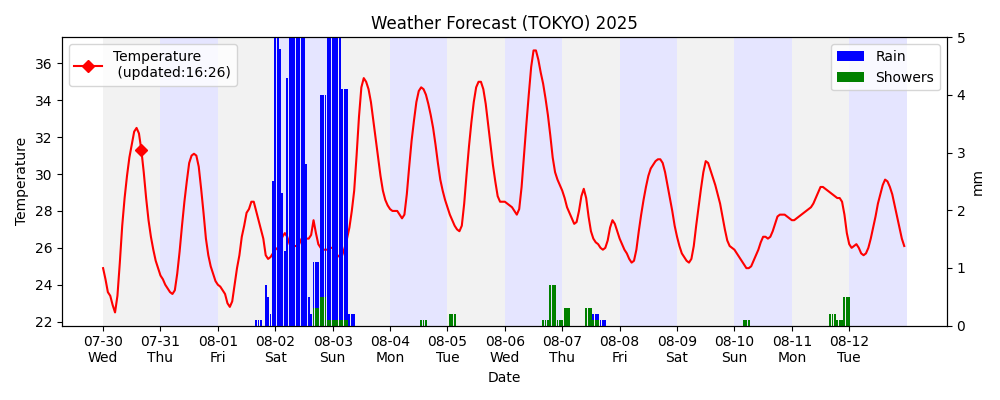 Weather Forecast (TOKYO) 2025
Temperature
(updated:16:26)
Rain
Showers
Temperature
36
34
32
30
28
26
24
22
5
4
3
2
1
0
mm
07-30 07-31 08-01 08-02 08-03 08-04 08-05 08-06 08-07 08-08 08-09 08-10 08-11 08-12
Wed Thu Fri Sat Sun Mon Tue Wed Thu Fri Sat Sun Mon Tue
Date